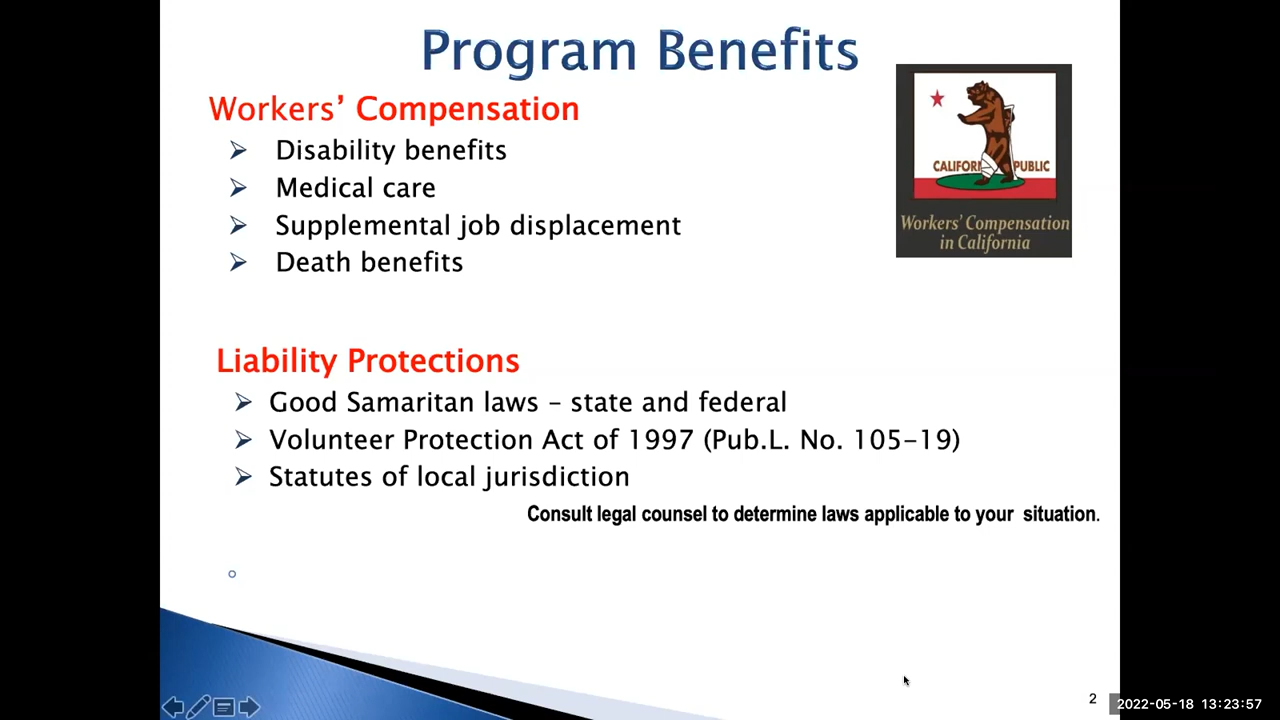 Program Benefits
Workers’ Compensation
Disability benefits
Medical care
Supplemental job displacement
Death benefits
CALIFOR PUBLIC
Workers’ Compensation
in California
Liability Protections
Good Samaritan laws – state and federal
Volunteer Protection Act of 1997 (Pub.L. No. 105–19)
Statutes of local jurisdiction
Consult legal counsel to determine laws applicable to your situation.
2
2022-05-18 13:23:57